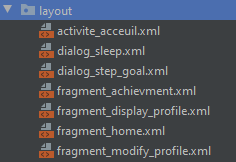 layout
activite_acceuil.xml
dialog_sleep.xml
dialog_step_goal.xml
fragment_achievment.xml
fragment_display_profile.xml
fragment_home.xml
fragment_modify_profile.xml